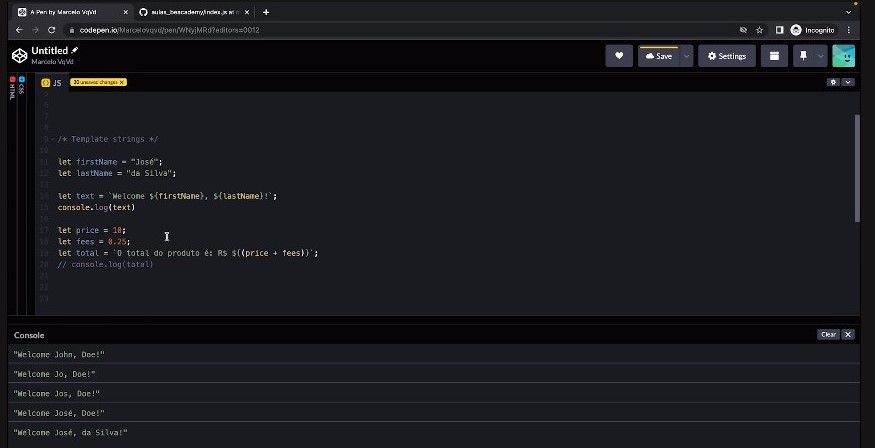 A Pen by Marcelo VqVd
aulas_beacademy/index.js at
codepen.io/Marcelovqvd/pen/WNyjMRd?editors=0012
Incognito
Untitled
Marcelo VqVd
Save
Settings
HTML
CSS
JS
30 unsaved changes X
6
7
8
9 /* Template strings */
10
11 let firstName = "José";
12 let lastName = "da Silva";
13
14 let text = `Welcome ${firstName}, ${lastName}!`;
15 console.log(text)
16
17 let price = 10;
18 let fees = 0.25;
19 let total = `O total do produto é: R$ ${(price + fees)}`;
20 // console.log(total)
21
22
23
Console
Clear
"Welcome John, Doe!"
"Welcome Jo, Doe!"
"Welcome Jos, Doe!"
"Welcome José, Doe!"
"Welcome José, da Silva!"